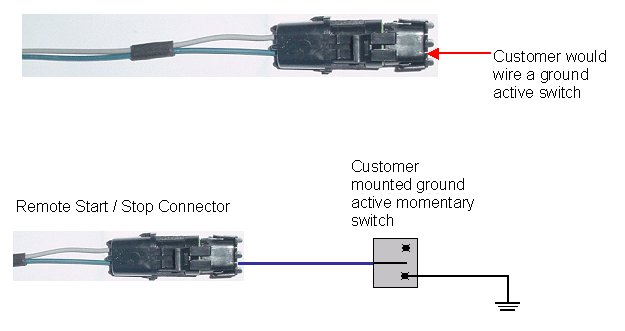 Customer would
wire a ground
active switch
Customer
mounted ground
active momentary
switch
Remote Start / Stop Connector